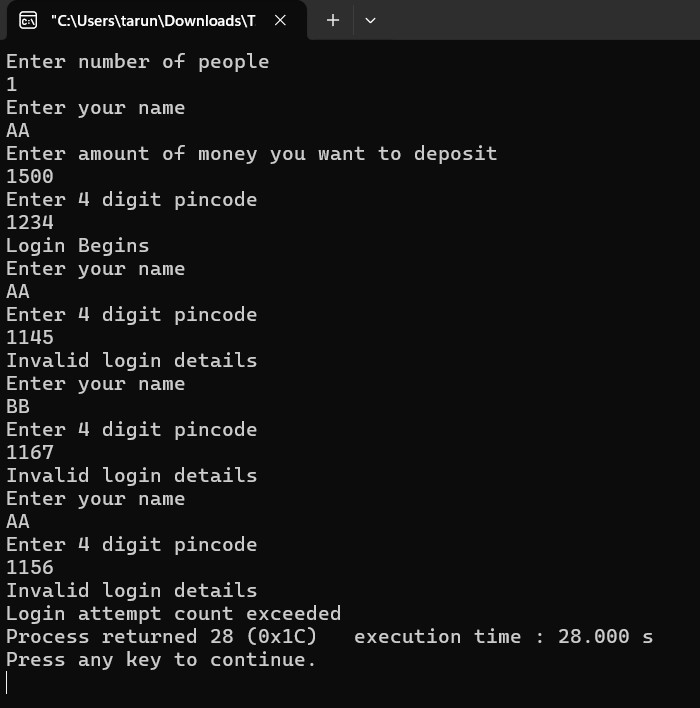 "C:\Users\tarun\Downloads\T
Enter number of people
1
Enter your name
AA
Enter amount of money you want to deposit
1500
Enter 4 digit pincode
1234
Login Begins
Enter your name
AA
Enter 4 digit pincode
1145
Invalid login details
Enter your name
BB
Enter 4 digit pincode
1167
Invalid login details
Enter your name
AA
Enter 4 digit pincode
1156
Invalid login details
Login attempt count exceeded
Process returned 28 (0x1C)   execution time : 28.000 s
Press any key to continue.